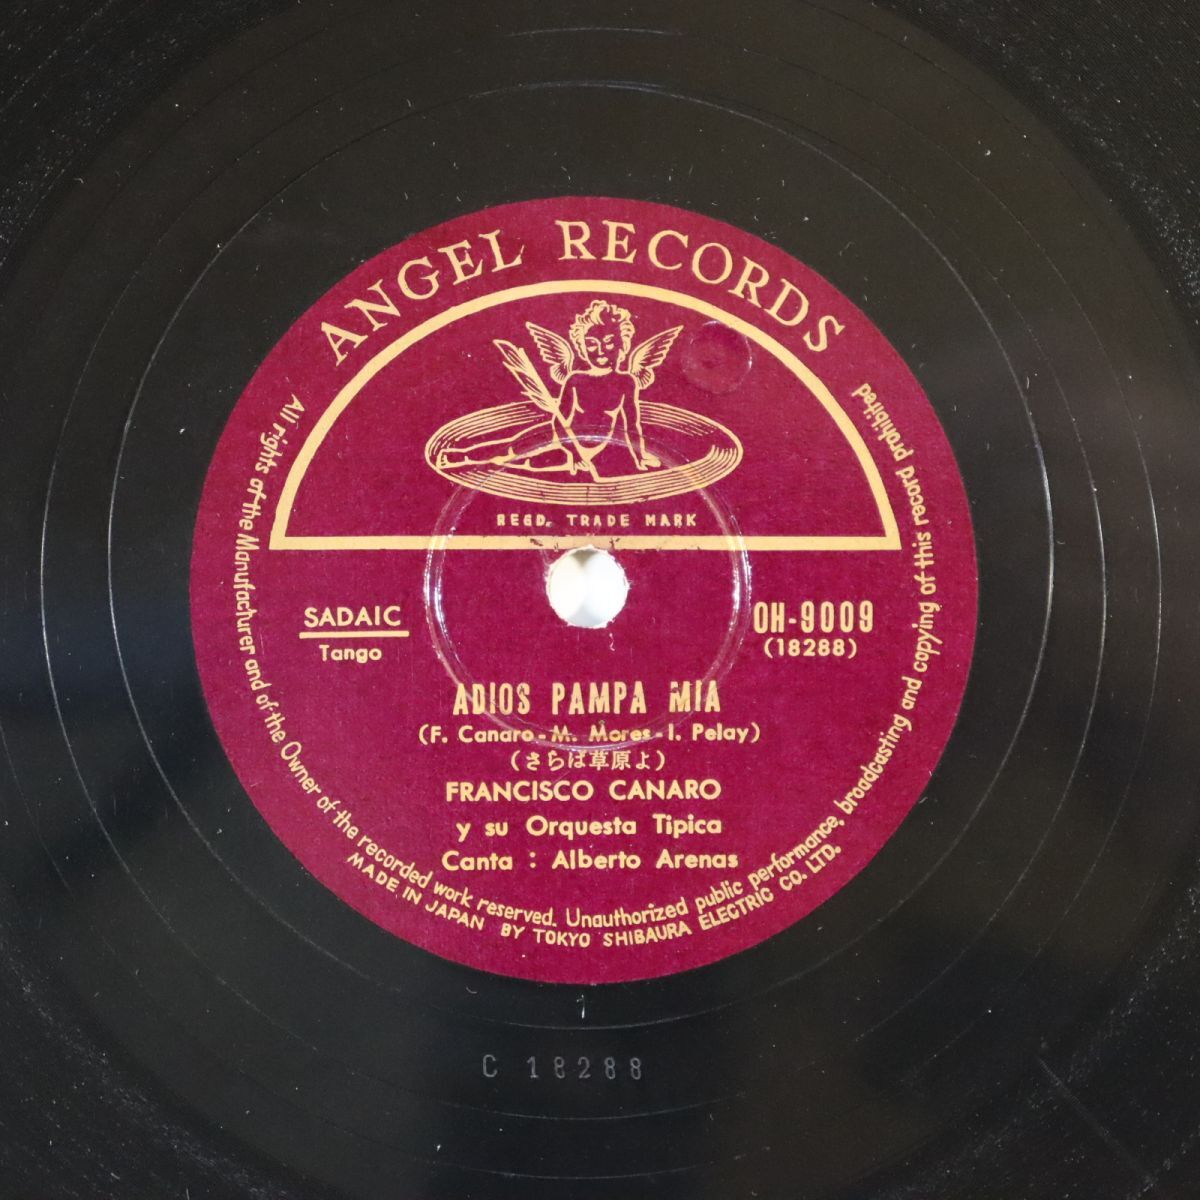 ANGEL RECORDS
REGD. TRADE MARK
SADAIC
Tango
OH-9009
(18288)
ADIOS PAMPA MIA
(F. Canaro - M. Mores - I. Pelay)
(さらば草原よ)
FRANCISCO CANARO
y su Orquesta Tipica
Canta : Alberto Arenas
All rights of the Manufacturer and of the Owner of the recorded work reserved. Unauthorized public performance, broadcasting and copying of this record prohibited
MADE IN JAPAN BY TOKYO SHIBAURA ELECTRIC CO. LTD.
C 18288